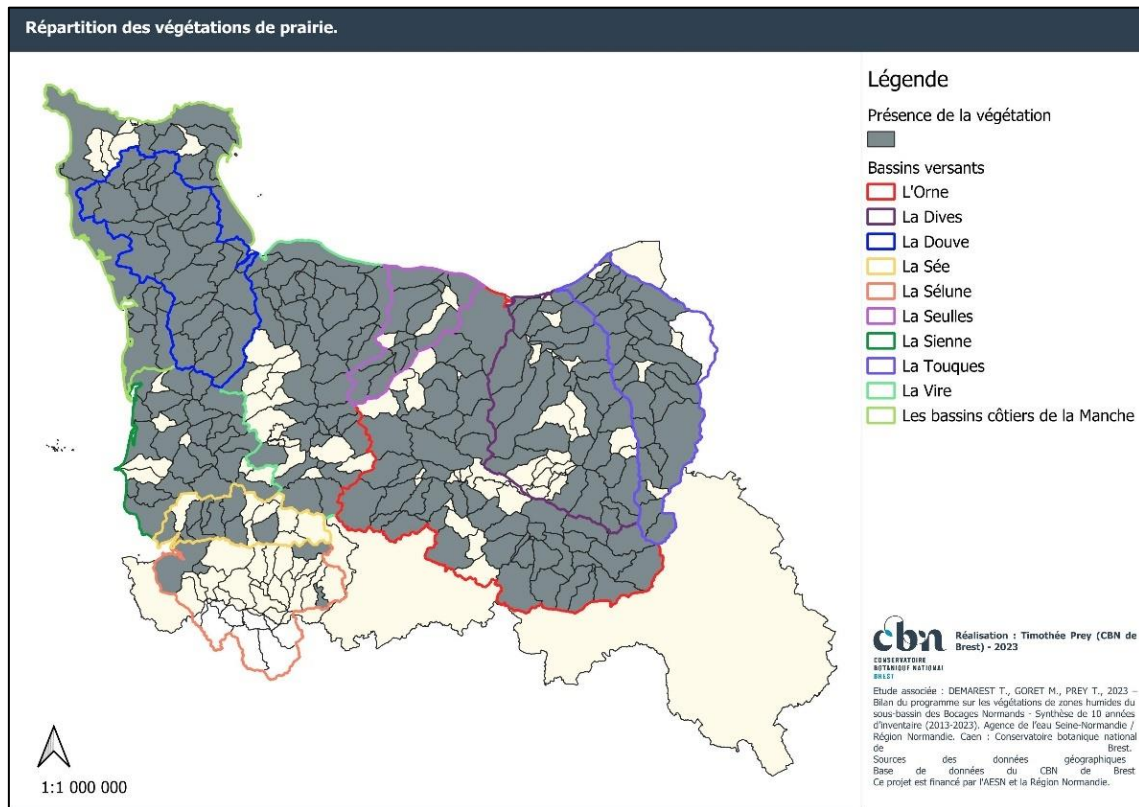 Répartition des végétations de prairie.
Légende
Présence de la végétation
Bassins versants
L'Orne
La Dives
La Douve
La Sée
La Sélune
La Seulles
La Sienne
La Touques
La Vire
Les bassins côtiers de la Manche
1:1 000 000
cbn
CONSERVATOIRE
BOTANIQUE NATIONAL
BREST
Réalisation : Timothée Prey (CBN de
Brest) - 2023
Etude associée : DEMAREST T., GORET M., PREY T., 2023 –
Bilan du programme sur les végétations de zones humides du
sous-bassin des Bocages Normands - Synthèse de 10 années
d'inventaire (2013-2023). Agence de l'eau Seine-Normandie /
Région Normandie. Caen : Conservatoire botanique national
de Brest.
Sources des données géographiques
Base de données du CBN de Brest
Ce projet est financé par l'AESN et la Région Normandie.